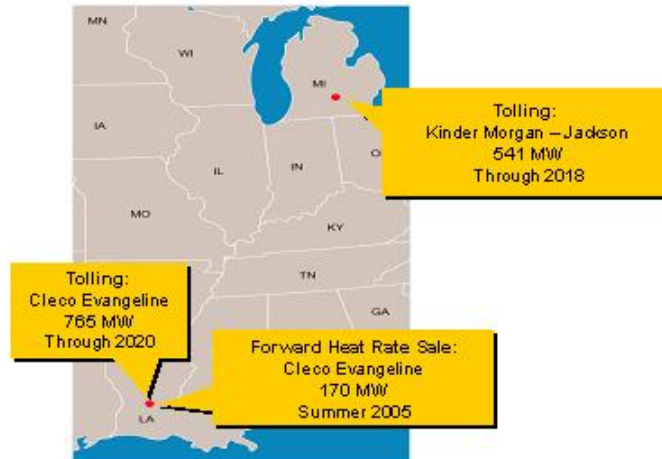 MN
WI
MI
Tolling:
Kinder Morgan – Jackson
541 MW
Through 2018
IA
IL
IN
MO
KY
TN
GA
Tolling:
Cleco Evangeline
765 MW
Through 2020
Forward Heat Rate Sale:
Cleco Evangeline
170 MW
Summer 2005
LA